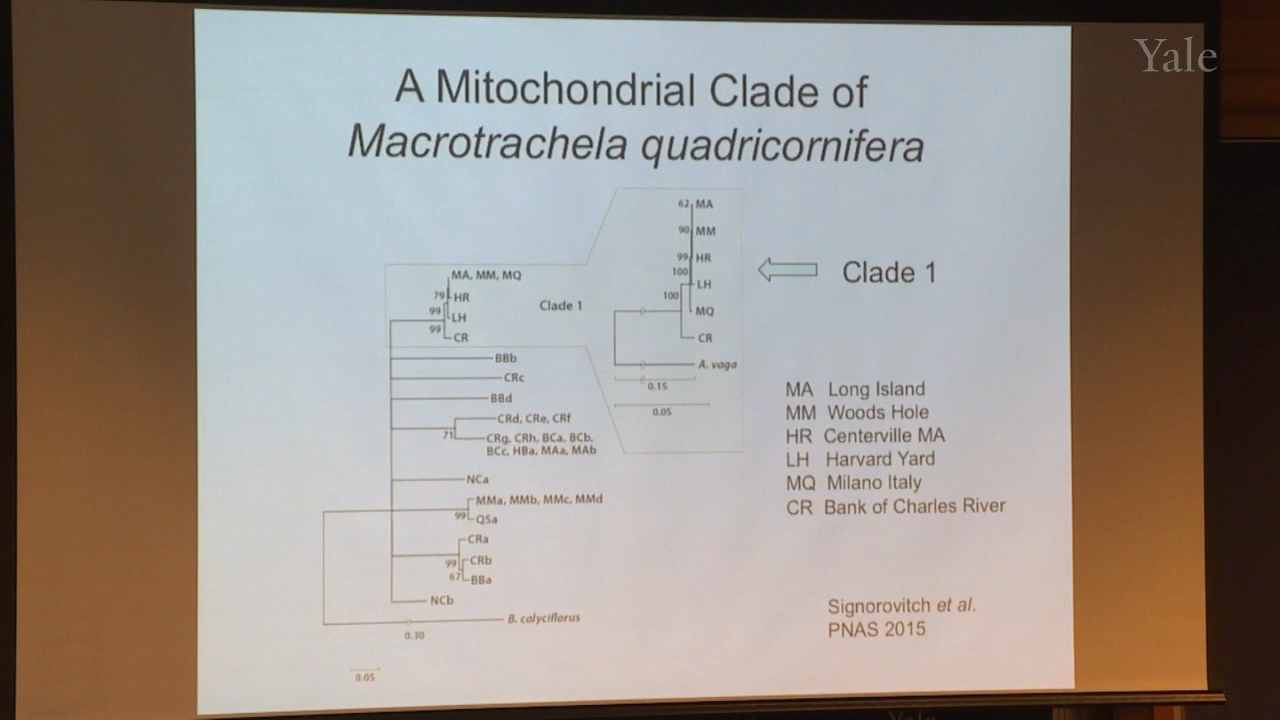 Yale
A Mitochondrial Clade of
Macrotrachela quadricornifera
62 MA
90 MM
99 HR
100
LH
100
MQ
CR
A. vaga
0.15
0.05
MA, MM, MQ
79 HR
99 LH
99 CR
Clade 1
BBb
CRc
BBd
CRd, CRe, CRf
71
CRg, CRh, BCa, BCb,
BCc, HBa, MAa, MAb
NCa
MMa, MMb, MMc, MMd
99 QSa
CRa
99 CRb
67 BBa
NCb
B. calyciflorus
0.30
0.05
Clade 1
MA Long Island
MM Woods Hole
HR Centerville MA
LH Harvard Yard
MQ Milano Italy
CR Bank of Charles River
Signorovitch et al.
PNAS 2015